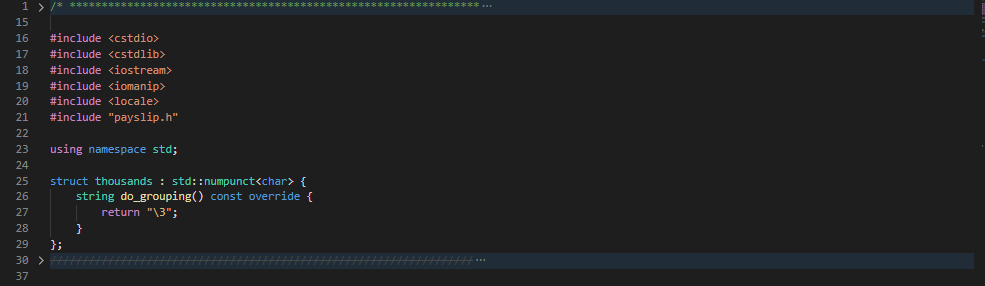 1 > /* *****************************************************************…
15
16 #include <cstdio>
17 #include <cstdlib>
18 #include <iostream>
19 #include <iomanip>
20 #include <locale>
21 #include "payslip.h"
22
23 using namespace std;
24
25 struct thousands : std::numpunct<char> {
26     string do_grouping() const override {
27         return "\3";
28     }
29 };
30 > //////////////////////////////////////////////////////////////////…
37